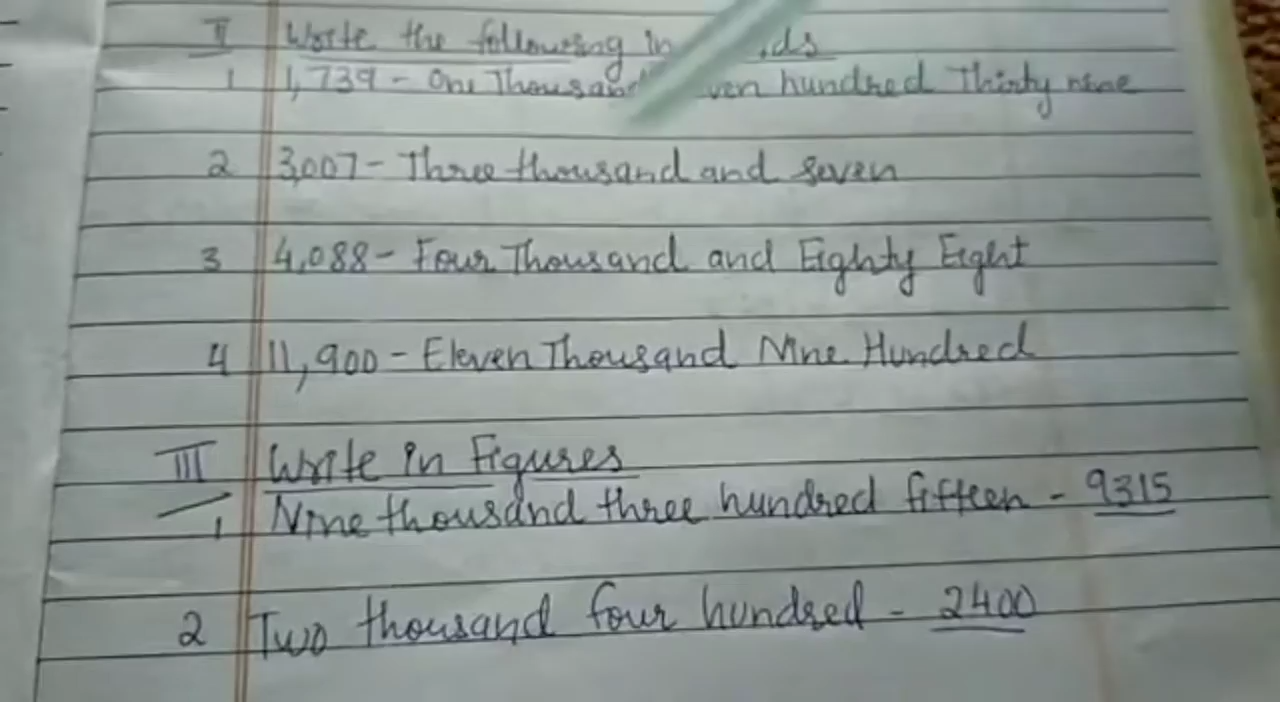 II Write the following in
1 1,739 - One Thousand hundred Thirty nine
2 3,007 - Three thousand and seven
3 4,088 - Four Thousand and Eighty Eight
4 11,900 - Eleven Thousand Nine Hundred
III Write in Figures
1 Nine thousand three hundred fifteen - 9315
2 Two thousand four hundred - 2400